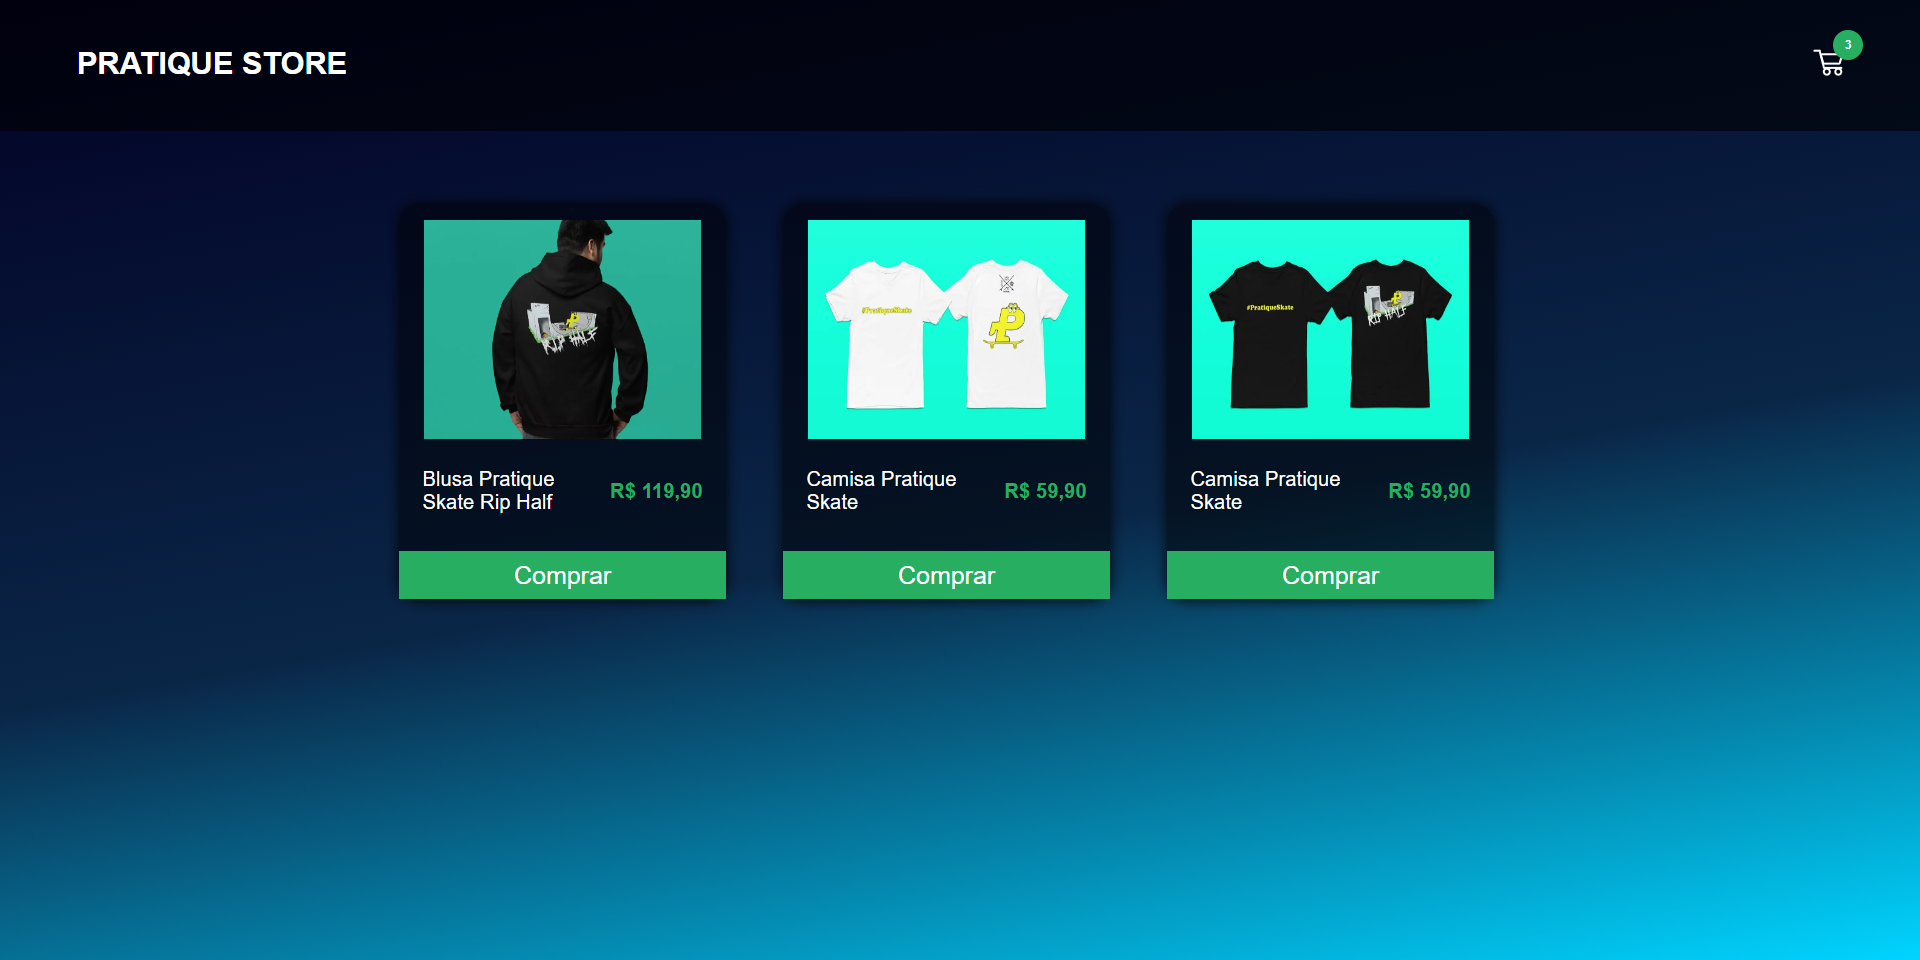 PRATIQUE STORE
3
RIP HALF
#PratiqueSkate
#PratiqueSkate
RIP HALF
Blusa Pratique
Skate Rip Half
R$ 119,90
Camisa Pratique
Skate
R$ 59,90
Camisa Pratique
Skate
R$ 59,90
Comprar
Comprar
Comprar